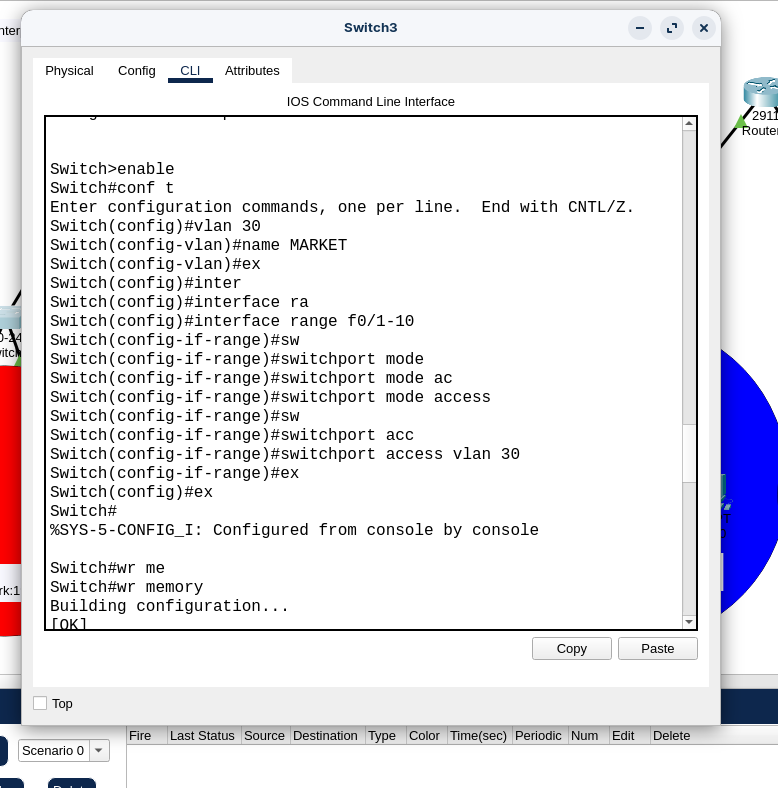 Switch3
Physical
Config
CLI
Attributes
IOS Command Line Interface
Switch>enable
Switch#conf t
Enter configuration commands, one per line.  End with CNTL/Z.
Switch(config)#vlan 30
Switch(config-vlan)#name MARKET
Switch(config-vlan)#ex
Switch(config)#inter
Switch(config)#interface ra
Switch(config)#interface range f0/1-10
Switch(config-if-range)#sw
Switch(config-if-range)#switchport mode
Switch(config-if-range)#switchport mode ac
Switch(config-if-range)#switchport mode access
Switch(config-if-range)#sw
Switch(config-if-range)#switchport acc
Switch(config-if-range)#switchport access vlan 30
Switch(config-if-range)#ex
Switch(config)#ex
Switch#
%SYS-5-CONFIG_I: Configured from console by console
Switch#wr me
Switch#wr memory
Building configuration...
[OK]
Copy
Paste
Top
2911
Router
Scenario 0
Fire
Last Status
Source
Destination
Type
Color
Time(sec)
Periodic
Num
Edit
Delete